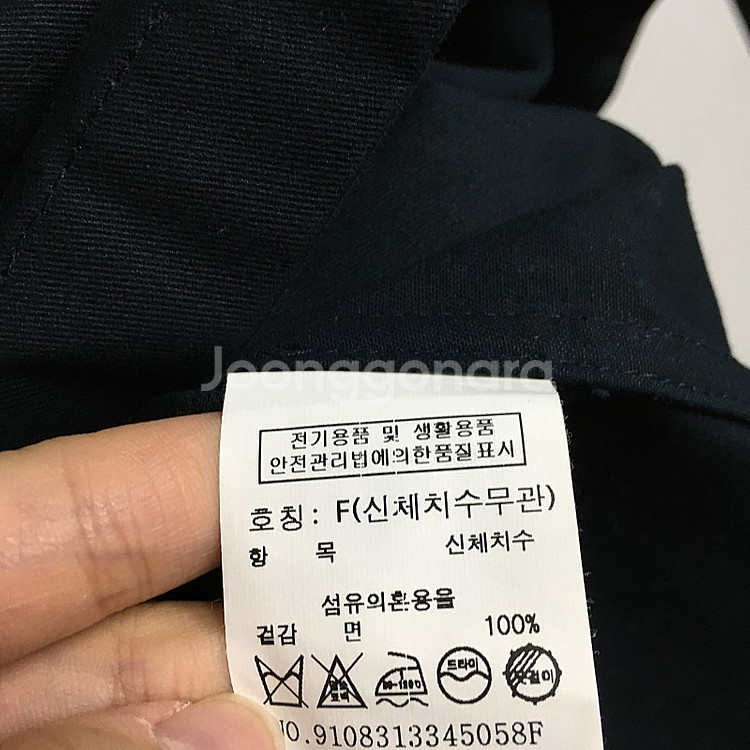 Joonggonara
전기용품 및 생활용품
안전관리법에의한품질표시
호칭: F(신체치수무관)
항 목 신체치수
섬유의혼용율
겉감 면 100%
드라이
NO.9108313345058F